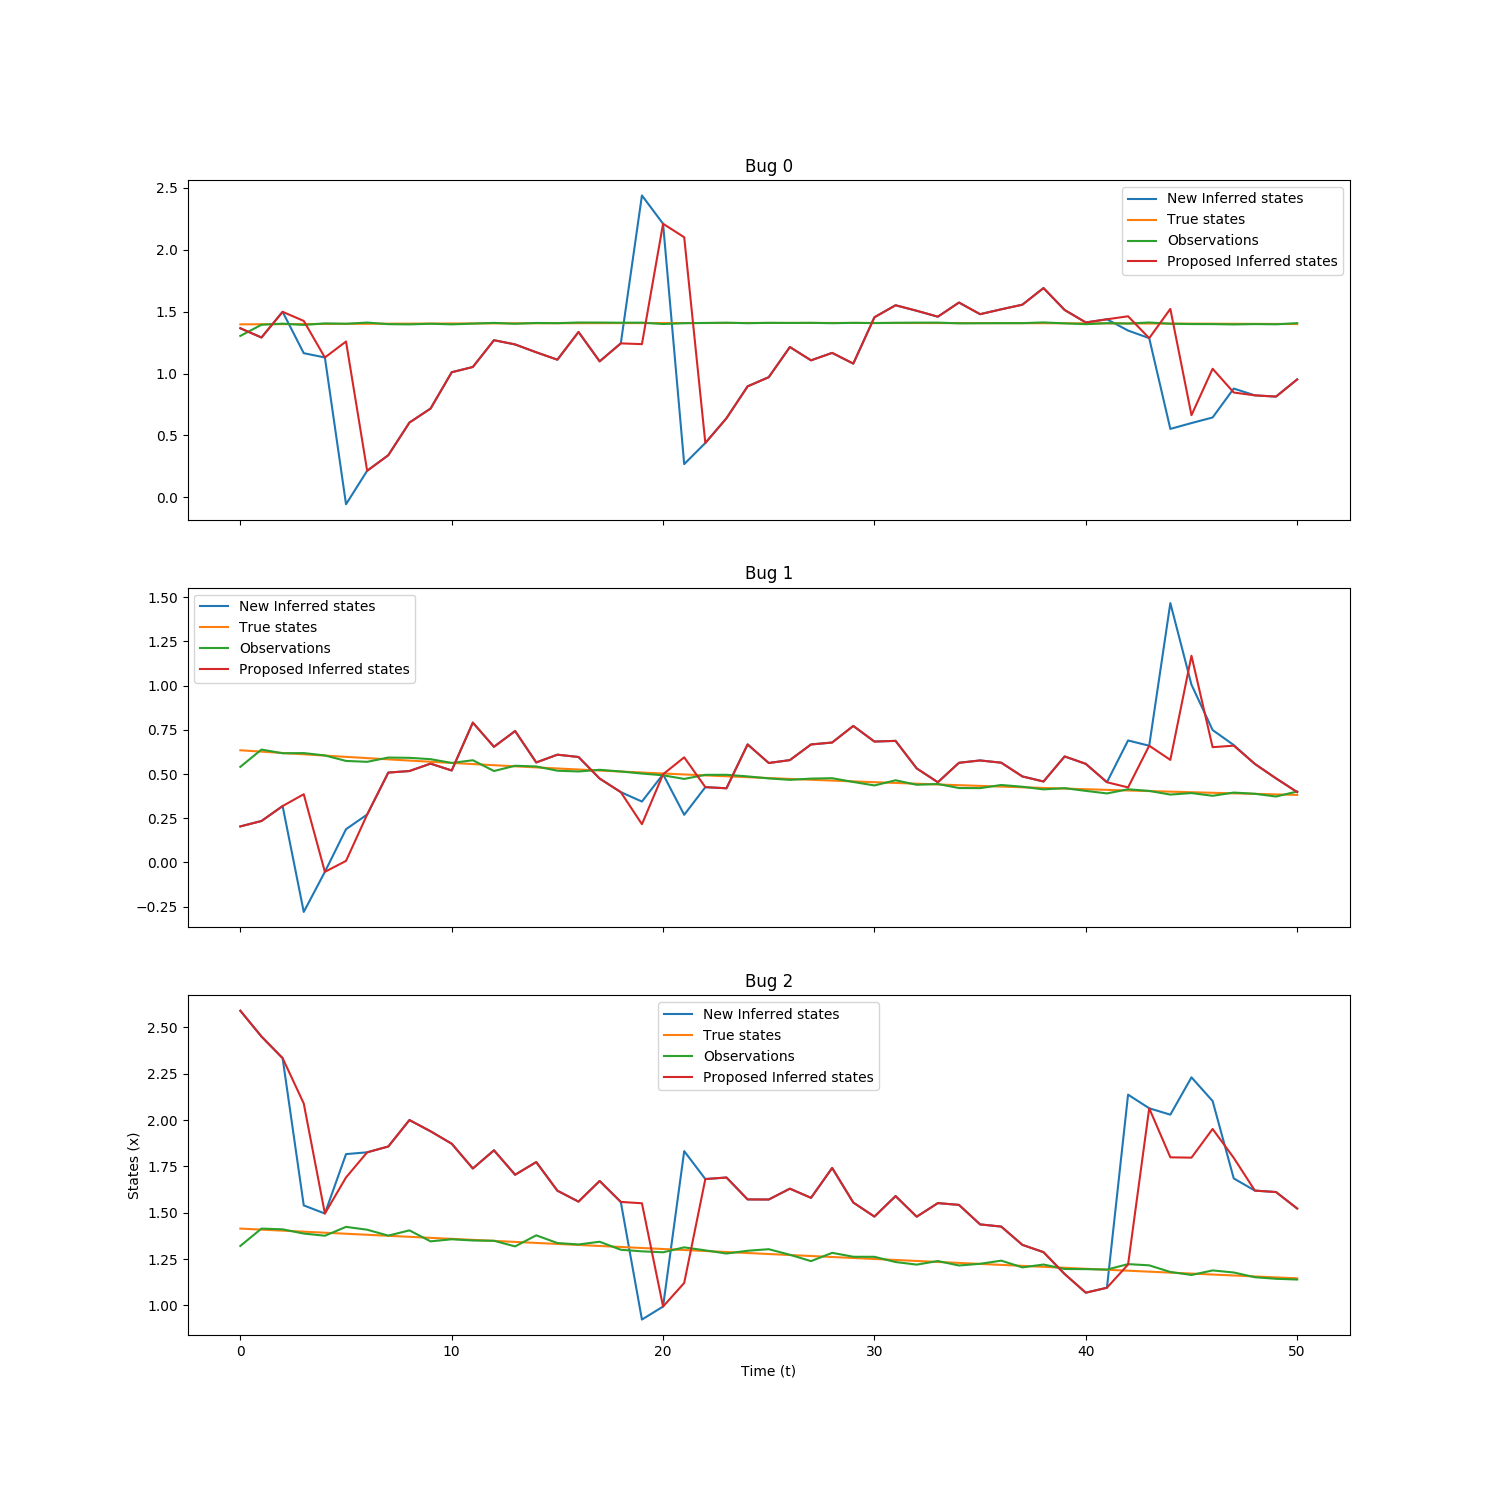 Bug 0
2.5
2.0
1.5
1.0
0.5
0.0
New Inferred states
True states
Observations
Proposed Inferred states
Bug 1
1.50
1.25
1.00
0.75
0.50
0.25
0.00
−0.25
New Inferred states
True states
Observations
Proposed Inferred states
Bug 2
States (x)
2.50
2.25
2.00
1.75
1.50
1.25
1.00
New Inferred states
True states
Observations
Proposed Inferred states
0 10 20 30 40 50
Time (t)